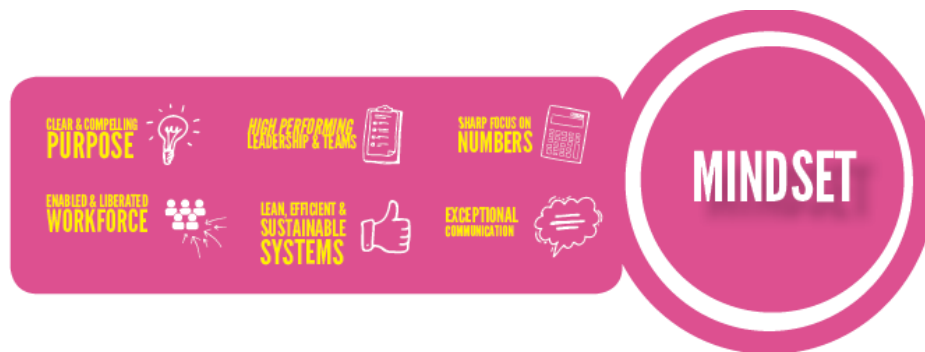 CLEAR & COMPELLING
PURPOSE
HIGH PERFORMING
LEADERSHIP & TEAMS
SHARP FOCUS ON
NUMBERS
ENABLED & LIBERATED
WORKFORCE
LEAN, EFFICIENT &
SUSTAINABLE
SYSTEMS
EXCEPTIONAL
COMMUNICATION
MINDSET